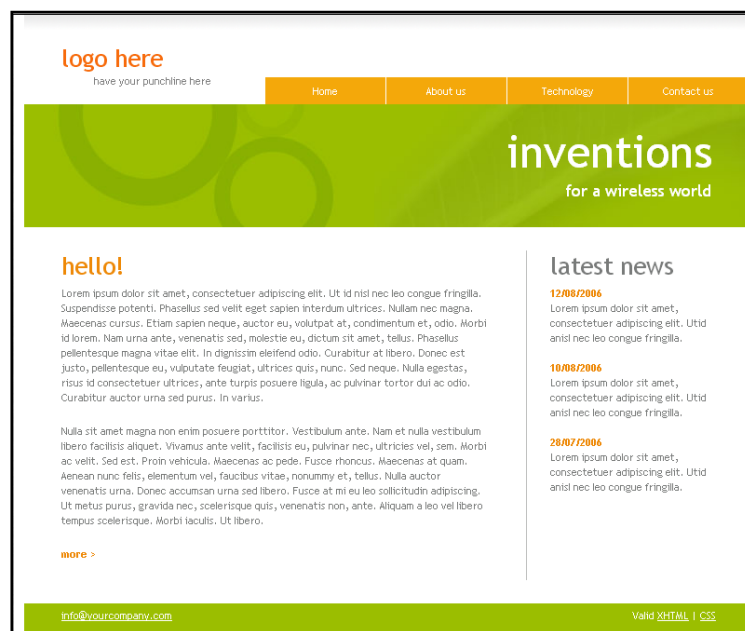 logo here
have your punchline here
Home
About us
Technology
Contact us
inventions
for a wireless world
hello!
Lorem ipsum dolor sit amet, consectetuer adipiscing elit. Ut id nisl nec leo congue fringilla.
Suspendisse potenti. Phasellus sed velit eget sapien interdum ultrices. Nullam nec magna.
Maecenas cursus. Etiam sapien neque, auctor eu, volutpat at, condimentum et, odio. Morbi
id lorem. Nam urna ante, venenatis sed, molestie eu, dictum sit amet, tellus. Phasellus
pellentesque magna vitae elit. In dignissim eleifend odio. Curabitur at libero. Donec est
justo, pellentesque eu, vulputate feugiat, ultrices quis, nunc. Sed neque. Nulla egestas,
risus id consectetuer ultrices, ante turpis posuere ligula, ac pulvinar tortor dui ac odio.
Curabitur auctor urna sed purus. In varius.
Nulla sit amet magna non enim posuere porttitor. Vestibulum ante. Nam et nulla vestibulum
libero facilisis aliquet. Vivamus ante velit, facilisis eu, pulvinar nec, ultricies vel, sem. Morbi
ac velit. Sed est. Proin vehicula. Maecenas ac pede. Fusce rhoncus. Maecenas at quam.
Aenean nunc felis, elementum vel, faucibus vitae, nonummy et, tellus. Nulla auctor
venenatis urna. Donec accumsan urna sed libero. Fusce at mi eu leo sollicitudin adipiscing.
Ut metus purus, gravida nec, scelerisque quis, venenatis non, ante. Aliquam a leo vel libero
tempus scelerisque. Morbi iaculis. Ut libero.
more >
latest news
12/08/2006
Lorem ipsum dolor sit amet,
consectetuer adipiscing elit. Utid
anisl nec leo congue fringilla.
10/08/2006
Lorem ipsum dolor sit amet,
consectetuer adipiscing elit. Utid
anisl nec leo congue fringilla.
28/07/2006
Lorem ipsum dolor sit amet,
consectetuer adipiscing elit. Utid
anisl nec leo congue fringilla.
info@yourcompany.com
Valid XHTML | CSS